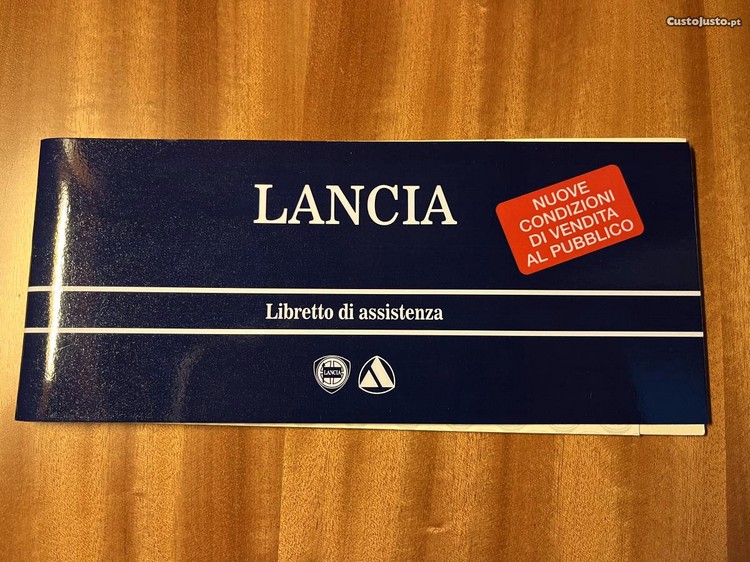 CustoJusto.pt
LANCIA
NUOVE
CONDIZIONI
DI VENDITA
AL PUBBLICO
Libretto di assistenza
LANCIA